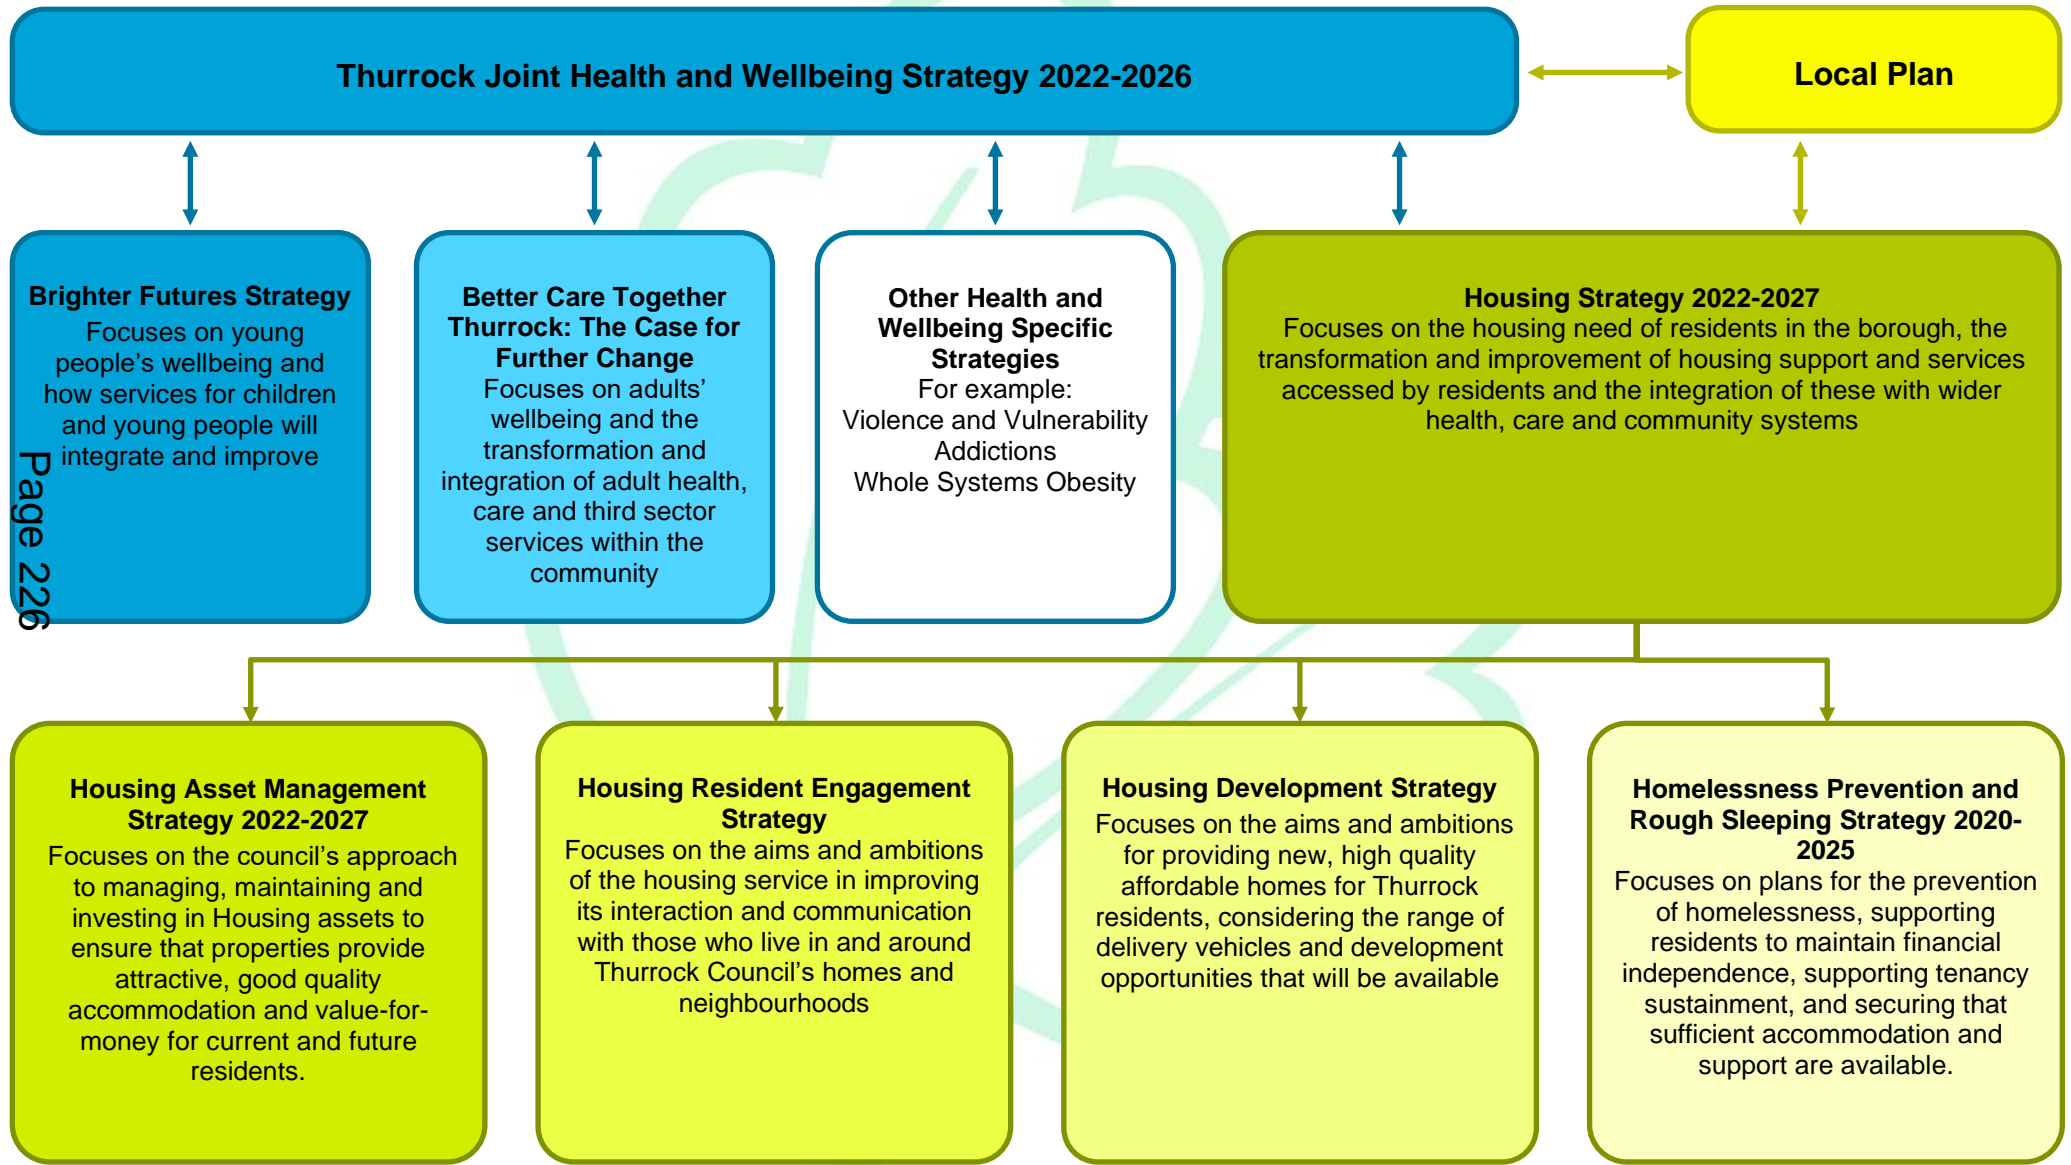 Thurrock Joint Health and Wellbeing Strategy 2022-2026
Local Plan
Brighter Futures Strategy
Focuses on young
people’s wellbeing and
how services for children
and young people will
integrate and improve
Better Care Together
Thurrock: The Case for
Further Change
Focuses on adults’
wellbeing and the
transformation and
integration of adult health,
care and third sector
services within the
community
Other Health and
Wellbeing Specific
Strategies
For example:
Violence and Vulnerability
Addictions
Whole Systems Obesity
Housing Strategy 2022-2027
Focuses on the housing need of residents in the borough, the
transformation and improvement of housing support and services
accessed by residents and the integration of these with wider
health, care and community systems
Page 226
Housing Asset Management
Strategy 2022-2027
Focuses on the council’s approach
to managing, maintaining and
investing in Housing assets to
ensure that properties provide
attractive, good quality
accommodation and value-for-
money for current and future
residents.
Housing Resident Engagement
Strategy
Focuses on the aims and ambitions
of the housing service in improving
its interaction and communication
with those who live in and around
Thurrock Council’s homes and
neighbourhoods
Housing Development Strategy
Focuses on the aims and ambitions
for providing new, high quality
affordable homes for Thurrock
residents, considering the range of
delivery vehicles and development
opportunities that will be available
Homelessness Prevention and
Rough Sleeping Strategy 2020-
2025
Focuses on plans for the prevention
of homelessness, supporting
residents to maintain financial
independence, supporting tenancy
sustainment, and securing that
sufficient accommodation and
support are available.